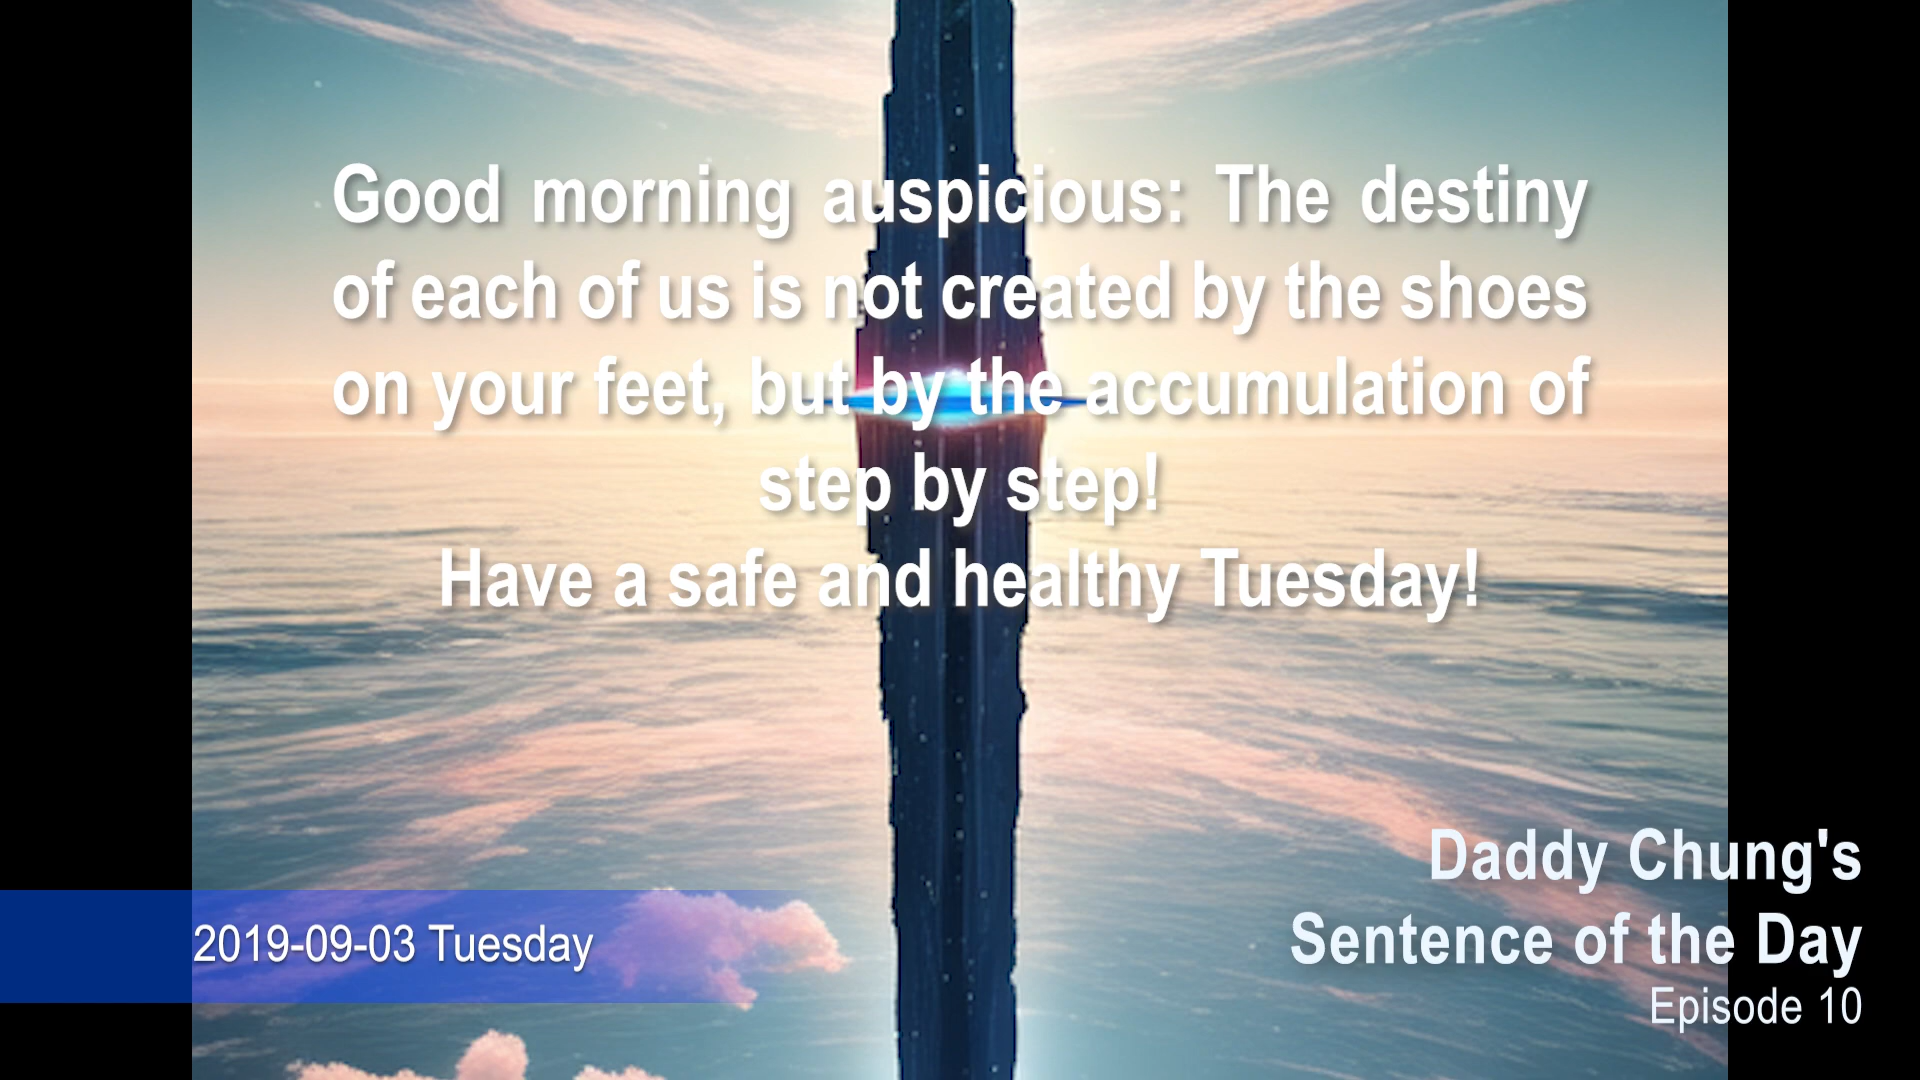 Good morning auspicious: The destiny
of each of us is not created by the shoes
on your feet, but by the accumulation of
step by step!
Have a safe and healthy Tuesday!
Daddy Chung's
Sentence of the Day
Episode 10
2019-09-03 Tuesday